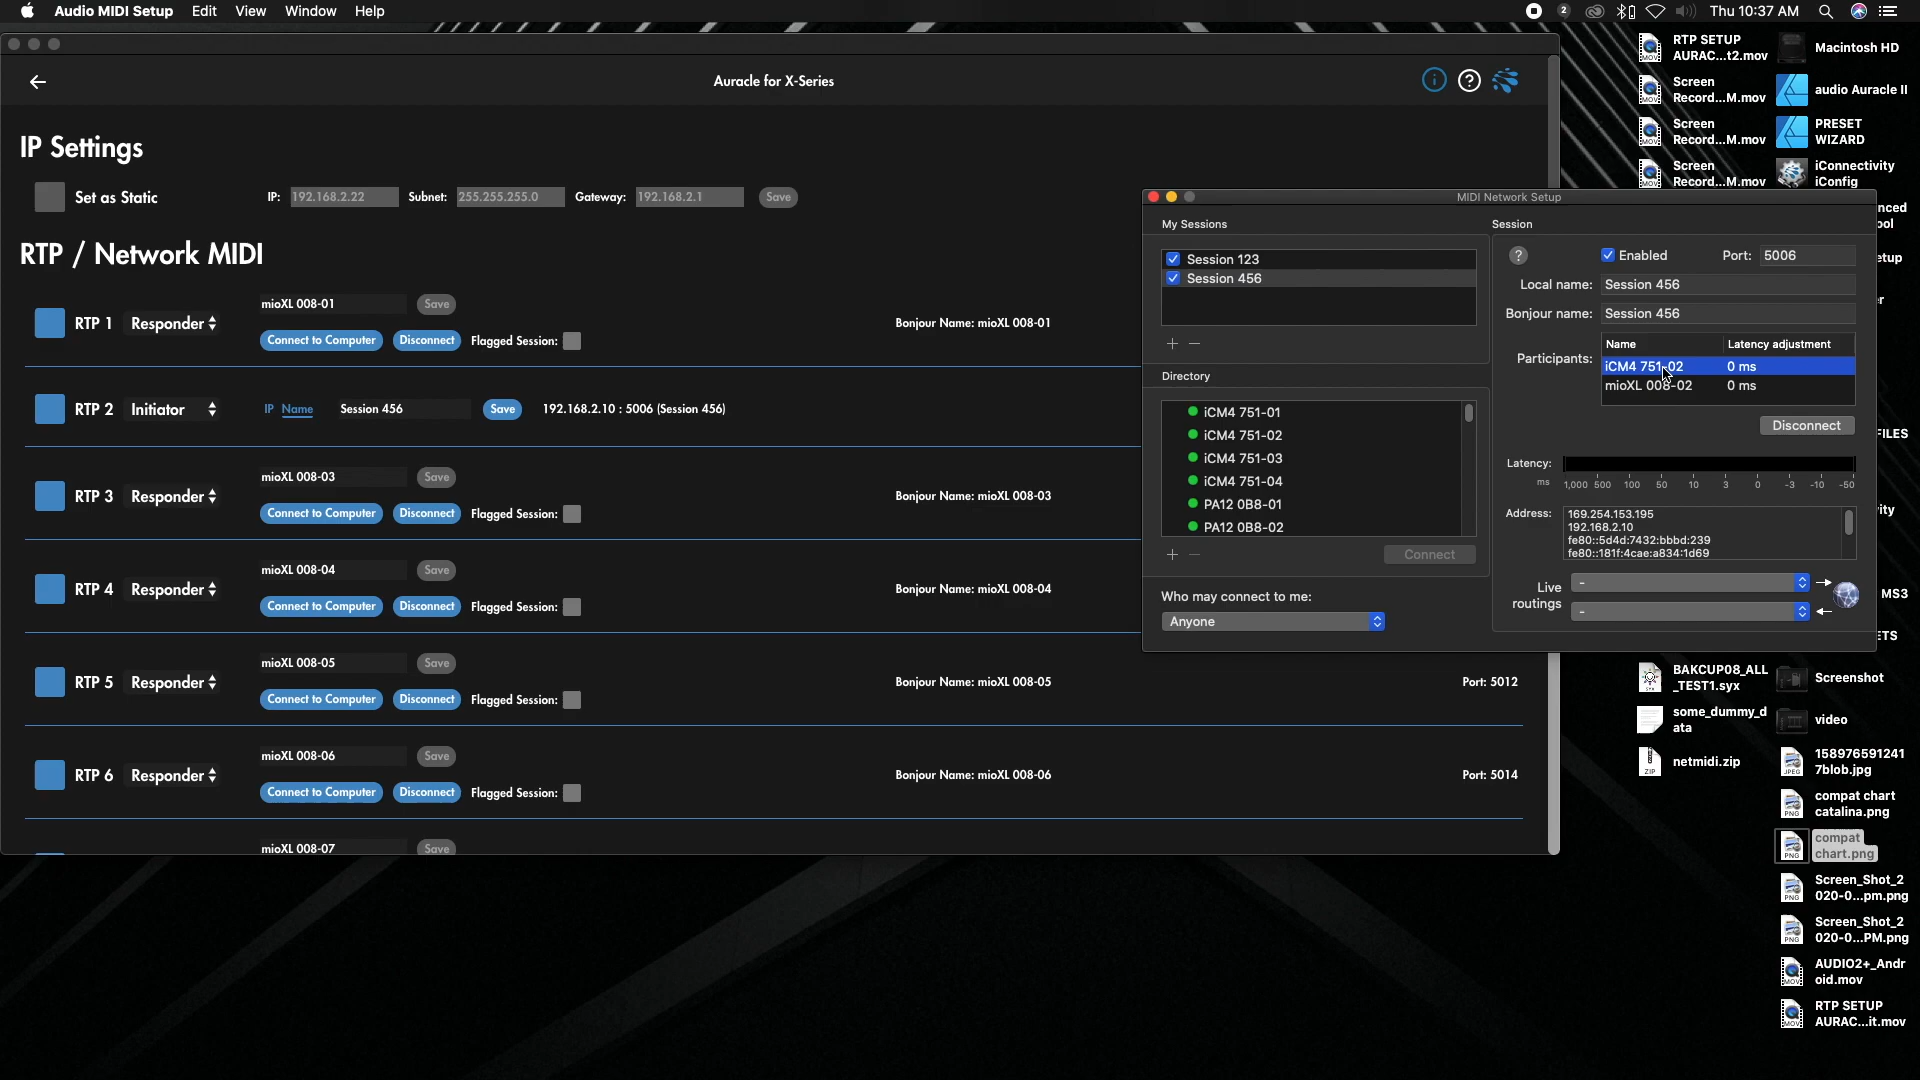 Audio MIDI Setup Edit View Window Help
2 Thu 10:37 AM
Auracle for X-Series
IP Settings
Set as Static IP: 192.168.2.22 Subnet: 255.255.255.0 Gateway: 192.168.2.1 Save
RTP / Network MIDI
RTP 1 Responder mioXL 008-01 Save
Connect to Computer Disconnect Flagged Session: Bonjour Name: mioXL 008-01
RTP 2 Initiator IP Name Session 456 Save 192.168.2.10 : 5006 (Session 456)
RTP 3 Responder mioXL 008-03 Save
Connect to Computer Disconnect Flagged Session: Bonjour Name: mioXL 008-03
RTP 4 Responder mioXL 008-04 Save
Connect to Computer Disconnect Flagged Session: Bonjour Name: mioXL 008-04
RTP 5 Responder mioXL 008-05 Save
Connect to Computer Disconnect Flagged Session: Bonjour Name: mioXL 008-05 Port: 5012
RTP 6 Responder mioXL 008-06 Save
Connect to Computer Disconnect Flagged Session: Bonjour Name: mioXL 008-06 Port: 5014
mioXL 008-07 Save
MIDI Network Setup
My Sessions
Session 123
Session 456
+ −
Directory
iCM4 751-01
iCM4 751-02
iCM4 751-03
iCM4 751-04
PA12 0B8-01
PA12 0B8-02
+ − Connect
Who may connect to me:
Anyone
Session
? Enabled Port: 5006
Local name: Session 456
Bonjour name: Session 456
Participants: Name Latency adjustment
iCM4 751-02 0 ms
mioXL 008-02 0 ms
Disconnect
Latency:
ms 1,000 500 100 50 10 3 0 -3 -10 -50
Address: 169.254.153.195
192.168.2.10
fe80::5d4d:7432:bbbd:239
fe80::181f:4cae:a834:1d69
Live routings - -
RTP SETUP
AURAC...t2.mov
Screen
Record...M.mov
Screen
Record...M.mov
Screen
Record...M.mov
BAKCUP08_ALL
_TEST1.syx
some_dummy_d
ata
netmidi.zip
Macintosh HD
audio Auracle II
PRESET
WIZARD
iConnectivity
iConfig
nced
ool
etup
r
FILES
ity
MS3
ETS
Screenshot
video
158976591241
7blob.jpg
compat chart
catalina.png
compat
chart.png
Screen_Shot_2
020-0...pm.png
Screen_Shot_2
020-0...PM.png
AUDIO2+_Andr
oid.mov
RTP SETUP
AURAC...it.mov